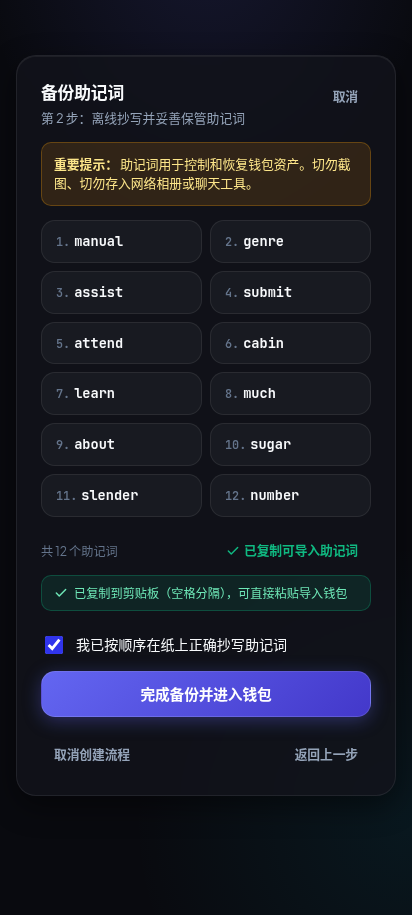 备份助记词
取消
第 2 步：离线抄写并妥善保管助记词
重要提示： 助记词用于控制和恢复钱包资产。切勿截
图、切勿存入网络相册或聊天工具。
1. manual
2. genre
3. assist
4. submit
5. attend
6. cabin
7. learn
8. much
9. about
10. sugar
11. slender
12. number
共 12 个助记词
已复制可导入助记词
已复制到剪贴板（空格分隔），可直接粘贴导入钱包
我已按顺序在纸上正确抄写助记词
完成备份并进入钱包
取消创建流程
返回上一步